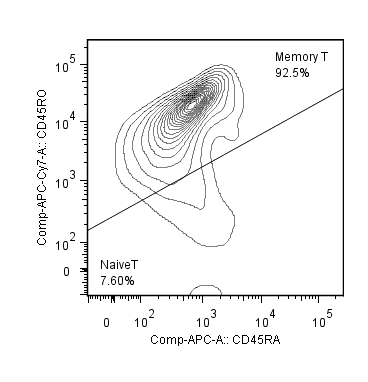 Memory T
92.5%
10^5
10^4
10^3
10^2
0
Comp-APC-Cy7-A:: CD45RO
NaiveT
7.60%
0 10^2 10^3 10^4 10^5
Comp-APC-A:: CD45RA